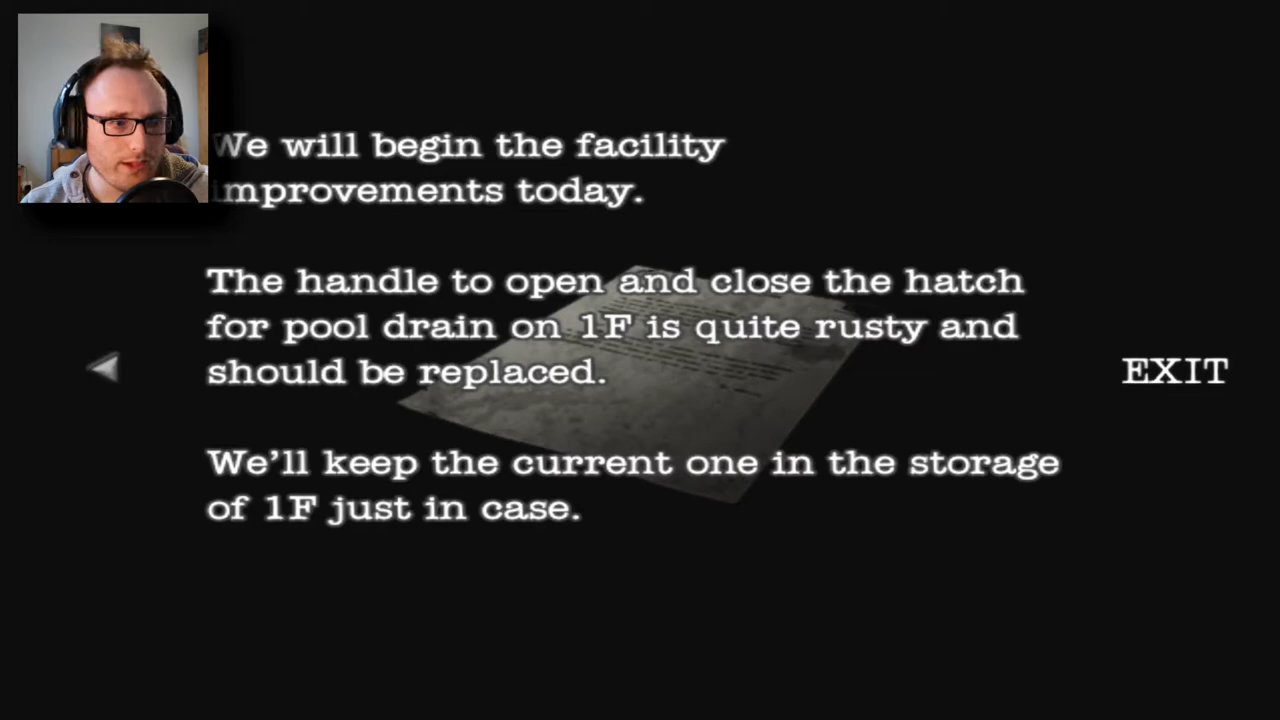 We will begin the facility
improvements today.
The handle to open and close the hatch
for pool drain on 1F is quite rusty and
should be replaced.
EXIT
We'll keep the current one in the storage
of 1F just in case.